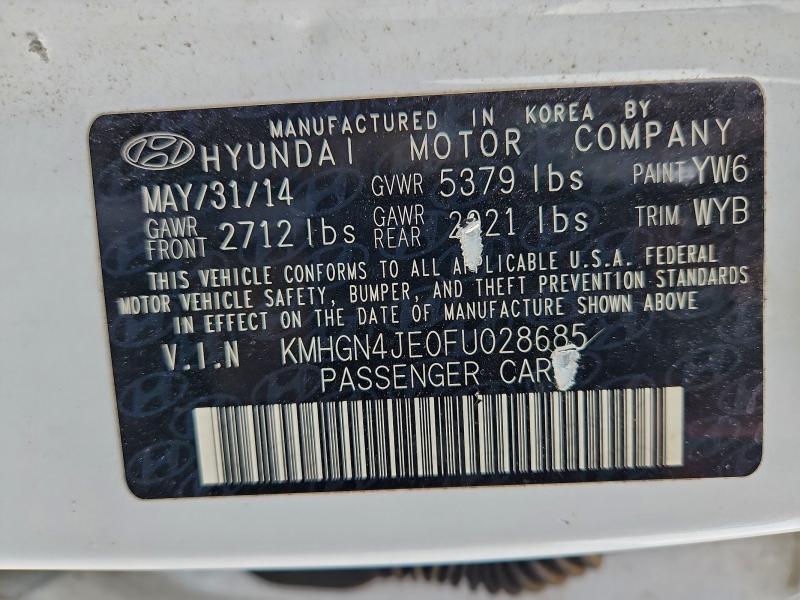 MANUFACTURED IN KOREA BY
HYUNDAI MOTOR COMPANY
MAY/31/14 GVWR 5379 lbs PAINT YW6
GAWR FRONT 2712 lbs GAWR REAR lbs TRIM WYB
THIS VEHICLE CONFORMS TO ALL APPLICABLE U.S.A. FEDERAL
MOTOR VEHICLE SAFETY, BUMPER, AND THEFT PREVENTION STANDARDS
IN EFFECT ON THE DATE OF MANUFACTURE SHOWN ABOVE
V.I.N KMHGN4JE0FU028685
PASSENGER CAR